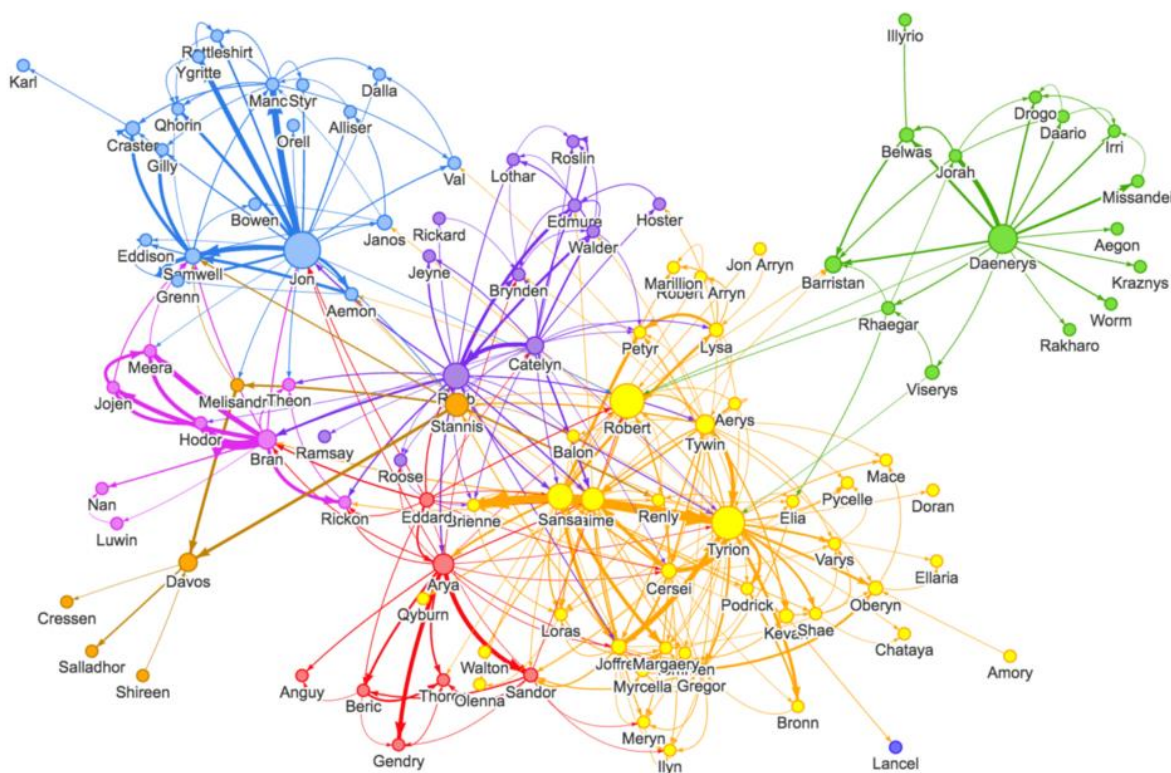 Illyrio
Rattleshirt
Ygritte
Karl
Dalla
Styr
Drogo
Daario
Qhorin
Alliser
Orell
Irri
Craster
Gilly
Belwas
Roslin
Jorah
Lothar
Val
Missandei
Bowen
Edmure
Hoster
Rickard
Janos
Walder
Eddison
Samwell
Jon
Jeyne
Jon Arryn
Aegon
Daenerys
Marillion
Robert Arryn
Barristan
Kraznys
Grenn
Brynden
Aemon
Worm
Rhaegar
Petyr
Lysa
Rakharo
Catelyn
Meera
Viserys
Jojen
Theon
Stannis
Robert
Aerys
Tywin
Hodor
Ramsay
Balon
Bran
Roose
Mace
Nan
Pycelle
Doran
Rickon
Eddard
Brienne
Sansa
Renly
Elia
Luwin
Tyrion
Varys
Davos
Arya
Cersei
Ellaria
Podrick
Oberyn
Cressen
Qyburn
Loras
Shae
Chataya
Salladhor
Walton
Margaery
Amory
Shireen
Anguy
Beric
Olenna
Sandor
Myrcella
Gregor
Bronn
Meryn
Gendry
Ilyn
Lancel